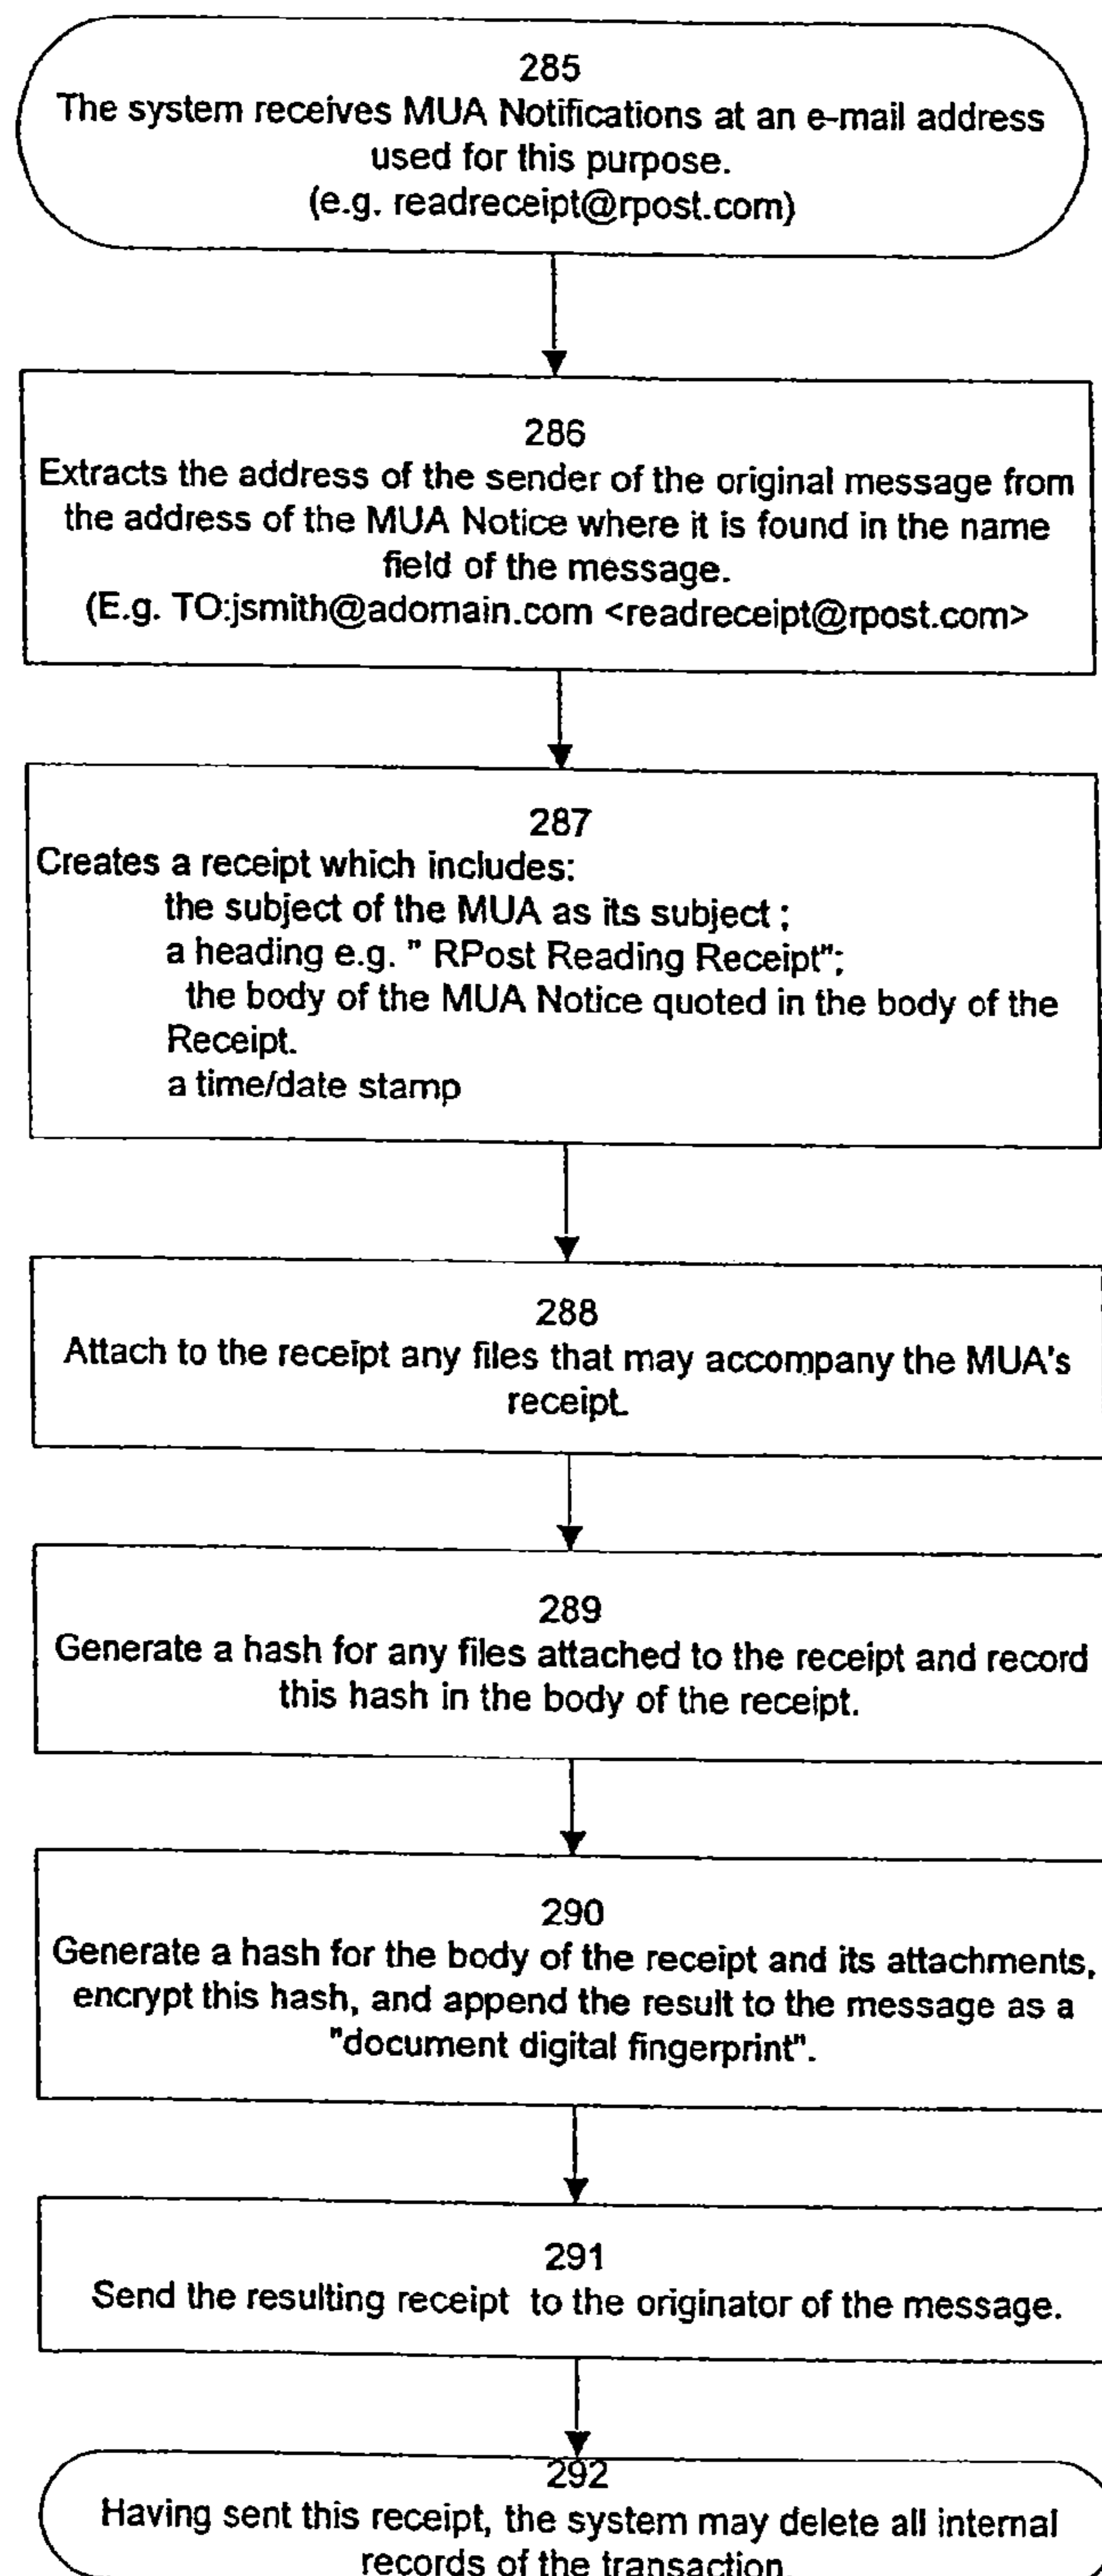 285
The system receives MUA Notifications at an e-mail address
used for this purpose.
(e.g. readreceipt@rpost.com)
286
Extracts the address of the sender of the original message from
the address of the MUA Notice where it is found in the name
field of the message.
(E.g. TO:jsmith@adomain.com <readreceipt@rpost.com>
287
Creates a receipt which includes:
the subject of the MUA as its subject ;
a heading e.g. " RPost Reading Receipt";
the body of the MUA Notice quoted in the body of the
Receipt.
a time/date stamp
288
Attach to the receipt any files that may accompany the MUA's
receipt.
289
Generate a hash for any files attached to the receipt and record
this hash in the body of the receipt.
290
Generate a hash for the body of the receipt and its attachments,
encrypt this hash, and append the result to the message as a
"document digital fingerprint".
291
Send the resulting receipt to the originator of the message.
292
Having sent this receipt, the system may delete all internal
records of the transaction.